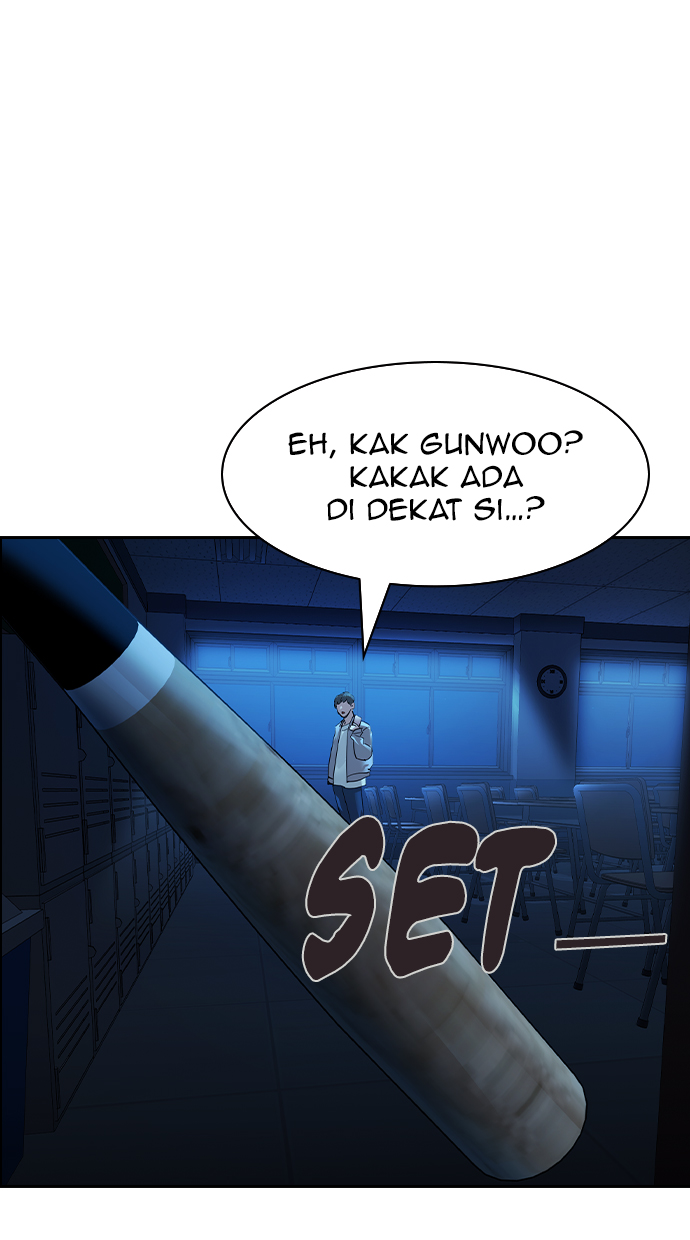 EH, KAK GUNWOO?
KAKAK ADA
DI DEKAT SI...?
SET